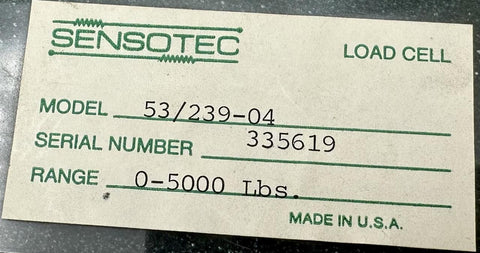 SENSOTEC LOAD CELL
MODEL 53/239-04
SERIAL NUMBER 335619
RANGE 0-5000 Lbs.
MADE IN U.S.A.